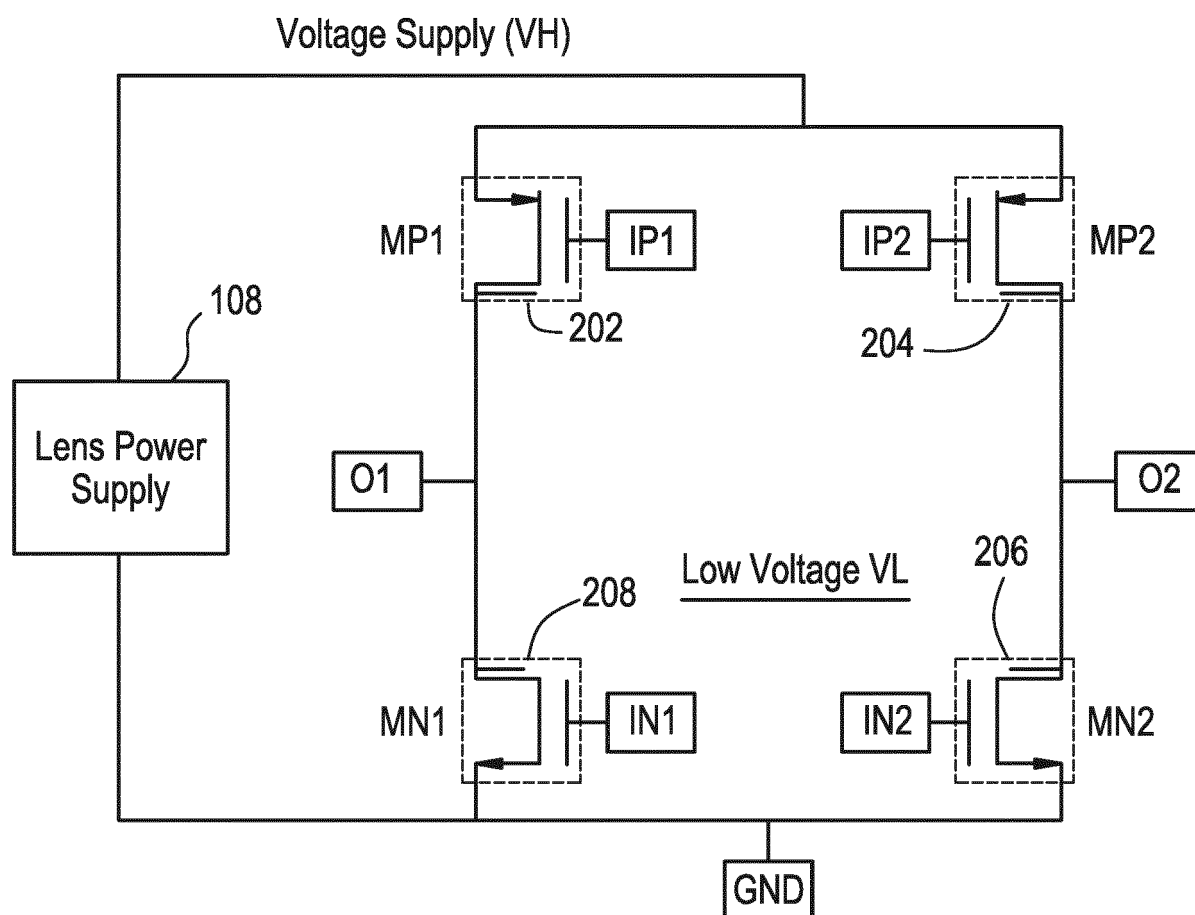 Voltage Supply (VH)
MP1
IP1
IP2
MP2
108
202
204
Lens Power
Supply
O1
O2
Low Voltage VL
208
206
MN1
IN1
IN2
MN2
GND